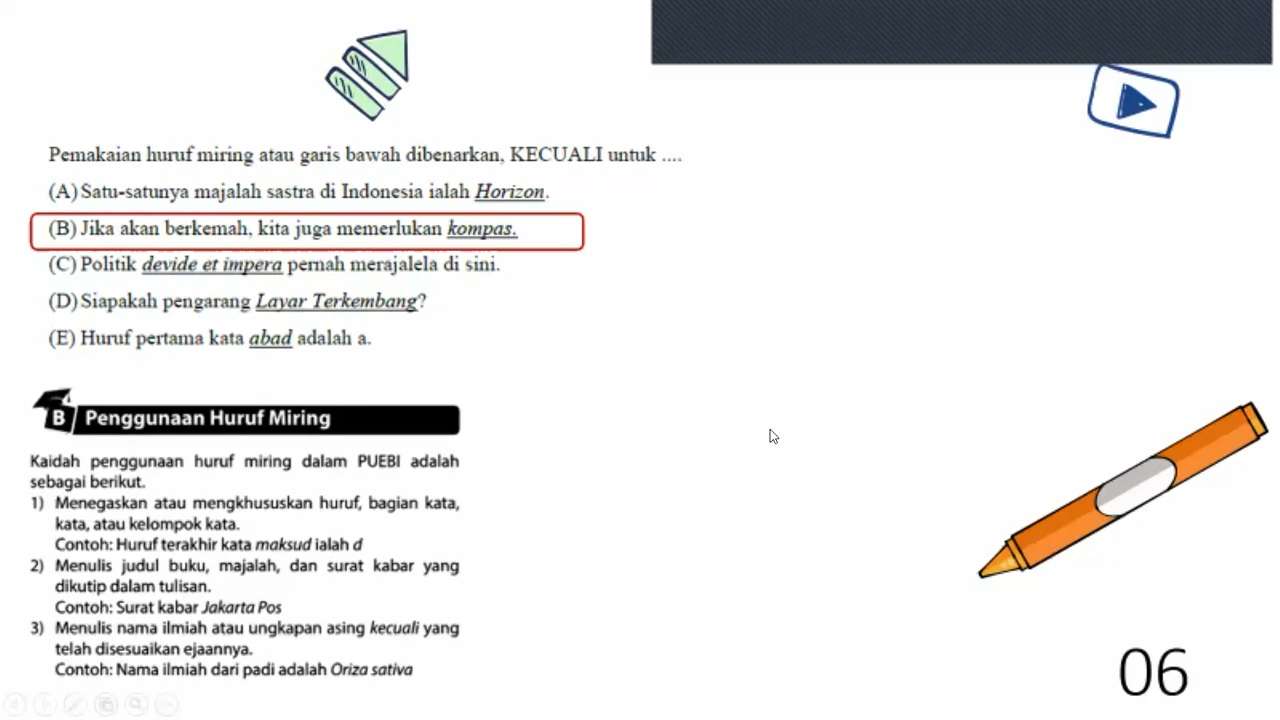 Pemakaian huruf miring atau garis bawah dibenarkan, KECUALI untuk ....
(A) Satu-satunya majalah sastra di Indonesia ialah Horizon.
(B) Jika akan berkemah, kita juga memerlukan kompas.
(C) Politik devide et impera pernah merajalela di sini.
(D) Siapakah pengarang Layar Terkembang?
(E) Huruf pertama kata abad adalah a.
B Penggunaan Huruf Miring
Kaidah penggunaan huruf miring dalam PUEBI adalah
sebagai berikut.
1) Menegaskan atau mengkhususkan huruf, bagian kata,
kata, atau kelompok kata.
Contoh: Huruf terakhir kata maksud ialah d
2) Menulis judul buku, majalah, dan surat kabar yang
dikutip dalam tulisan.
Contoh: Surat kabar Jakarta Pos
3) Menulis nama ilmiah atau ungkapan asing kecuali yang
telah disesuaikan ejaannya.
Contoh: Nama ilmiah dari padi adalah Oriza sativa
06